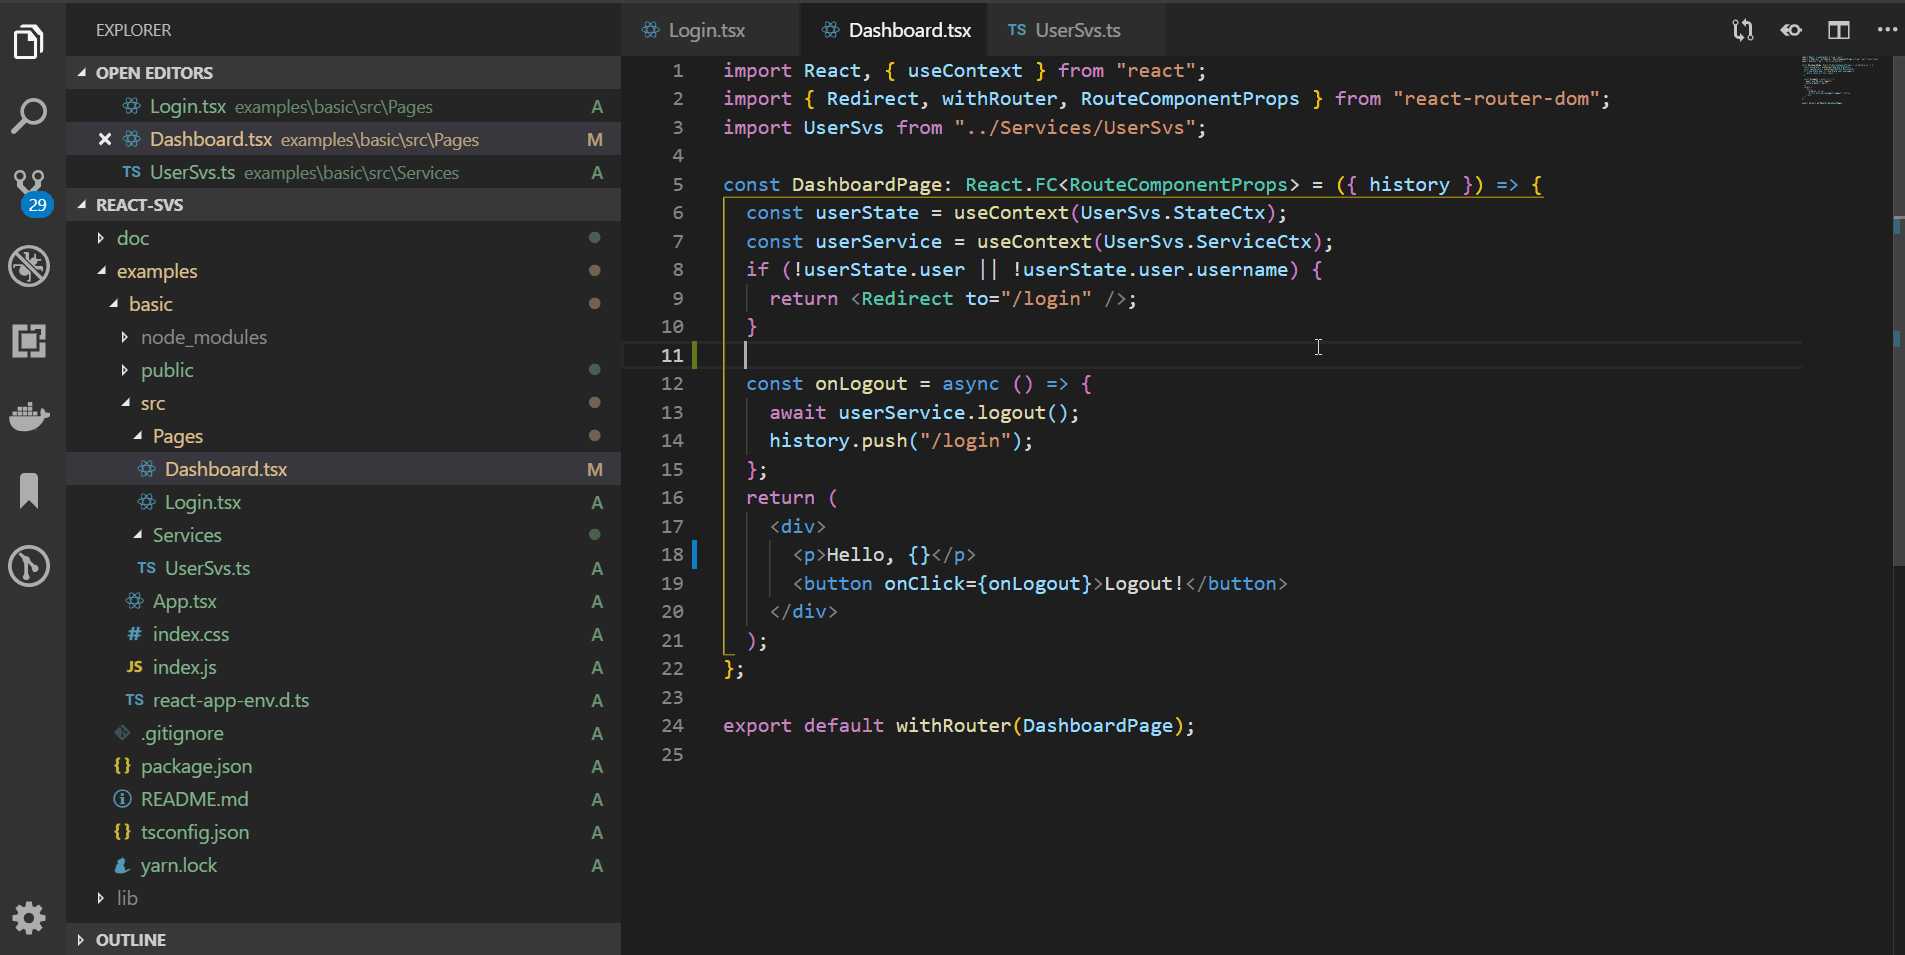 EXPLORER
OPEN EDITORS
Login.tsx examples\basic\src\Pages A
Dashboard.tsx examples\basic\src\Pages M
TS UserSvs.ts examples\basic\src\Services A
29
REACT-SVS
doc
examples
basic
node_modules
public
src
Pages
Dashboard.tsx M
Login.tsx A
Services
TS UserSvs.ts A
App.tsx A
# index.css A
JS index.js A
TS react-app-env.d.ts A
.gitignore A
{} package.json A
README.md A
{} tsconfig.json A
yarn.lock A
lib
OUTLINE
Login.tsx Dashboard.tsx TS UserSvs.ts
1 import React, { useContext } from "react";
2 import { Redirect, withRouter, RouteComponentProps } from "react-router-dom";
3 import UserSvs from "../Services/UserSvs";
4
5 const DashboardPage: React.FC<RouteComponentProps> = ({ history }) => {
6 const userState = useContext(UserSvs.StateCtx);
7 const userService = useContext(UserSvs.ServiceCtx);
8 if (!userState.user || !userState.user.username) {
9 return <Redirect to="/login" />;
10 }
11
12 const onLogout = async () => {
13 await userService.logout();
14 history.push("/login");
15 };
16 return (
17 <div>
18 <p>Hello, {}</p>
19 <button onClick={onLogout}>Logout!</button>
20 </div>
21 );
22 };
23
24 export default withRouter(DashboardPage);
25